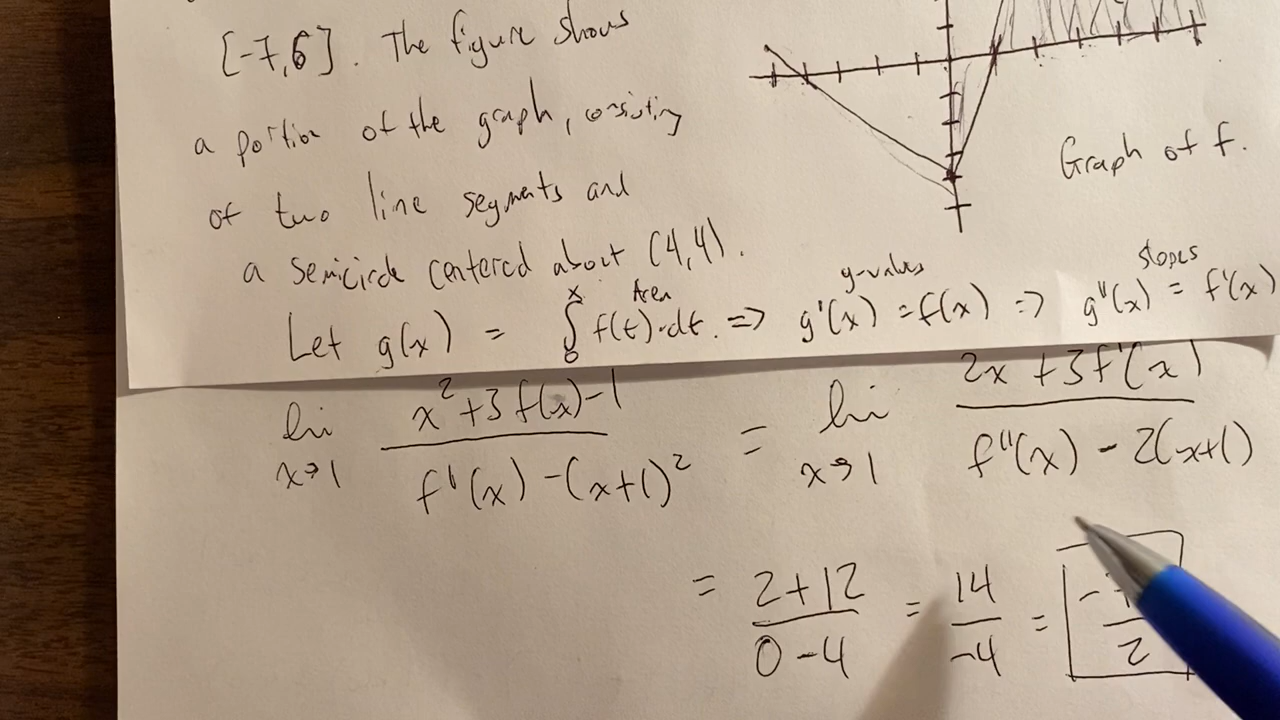 [-7,6]. The figure shows
a portion of the graph, consisting
of two line segments and
a semicircle centered about (4,4).
Graph of f.
Area y-values slopes
Let g(x) = ∫₀ˣ f(t)·dt. => g'(x) = f(x) => g''(x) = f'(x)
lim x→1 (x²+3f(x)-1)/(f'(x)-(x+1)²) = lim x→1 (2x+3f'(x))/(f''(x)-2(x+1))
= (2+12)/(0-4) = 14/-4 =